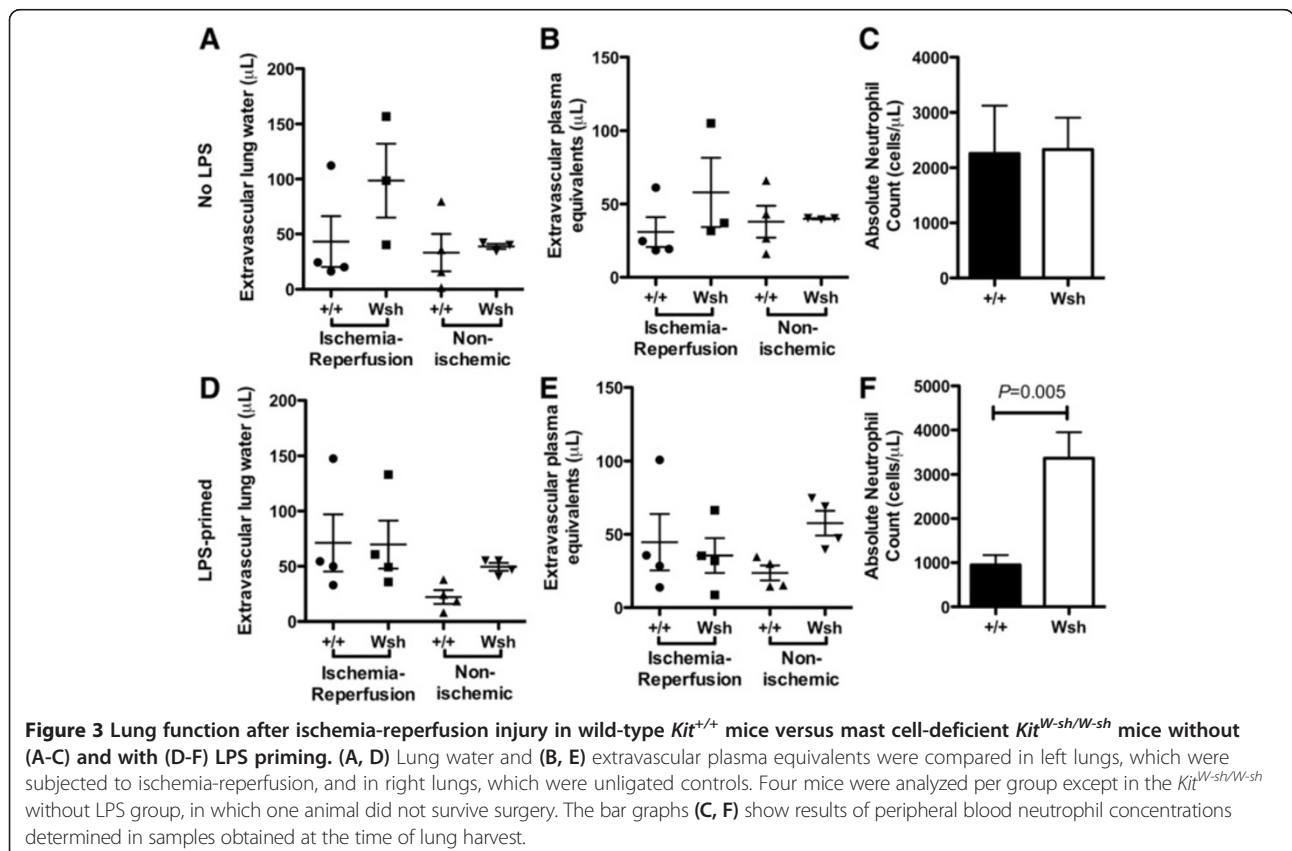 A
B
C
No LPS
Extravascular lung water (μL)
200
150
100
50
0
+/+ Wsh +/+ Wsh
Ischemia-
Reperfusion
Non-
ischemic
Extravascular plasma
equivalents (μL)
150
100
50
0
+/+ Wsh +/+ Wsh
Ischemia-
Reperfusion
Non-
ischemic
Absolute Neutrophil
Count (cells/μL)
4000
3000
2000
1000
0
+/+ Wsh
D
E
F
LPS-primed
Extravascular lung water (μL)
200
150
100
50
0
+/+ Wsh +/+ Wsh
Ischemia-
Reperfusion
Non-
ischemic
Extravascular plasma
equivalents (μL)
150
100
50
0
+/+ Wsh +/+ Wsh
Ischemia-
Reperfusion
Non-
ischemic
Absolute Neutrophil
Count (cells/μL)
5000
4000
3000
2000
1000
0
P=0.005
+/+ Wsh
Figure 3 Lung function after ischemia-reperfusion injury in wild-type Kit+/+ mice versus mast cell-deficient KitW-sh/W-sh mice without
(A-C) and with (D-F) LPS priming. (A, D) Lung water and (B, E) extravascular plasma equivalents were compared in left lungs, which were
subjected to ischemia-reperfusion, and in right lungs, which were unligated controls. Four mice were analyzed per group except in the KitW-sh/W-sh
without LPS group, in which one animal did not survive surgery. The bar graphs (C, F) show results of peripheral blood neutrophil concentrations
determined in samples obtained at the time of lung harvest.